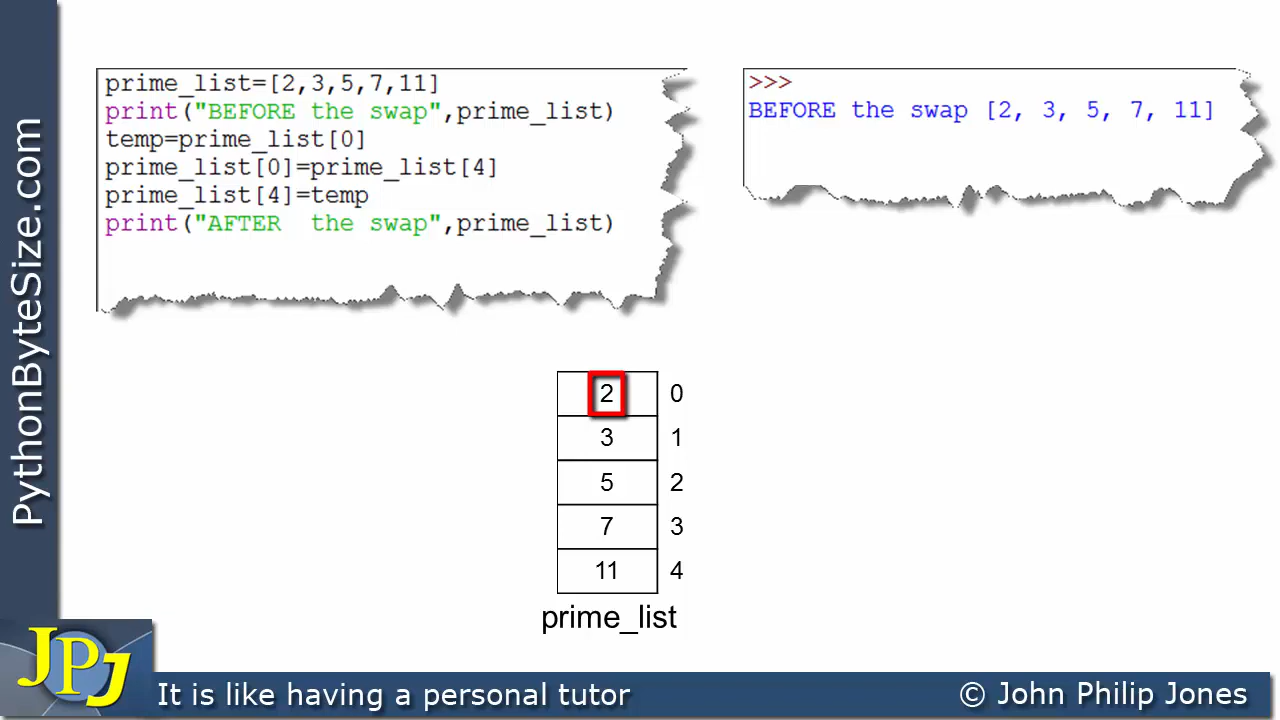 PythonByteSize.com
prime_list=[2,3,5,7,11]
print("BEFORE the swap",prime_list)
temp=prime_list[0]
prime_list[0]=prime_list[4]
prime_list[4]=temp
print("AFTER  the swap",prime_list)
>>>
BEFORE the swap [2, 3, 5, 7, 11]
2 0
3 1
5 2
7 3
11 4
prime_list
JPJ
It is like having a personal tutor
© John Philip Jones